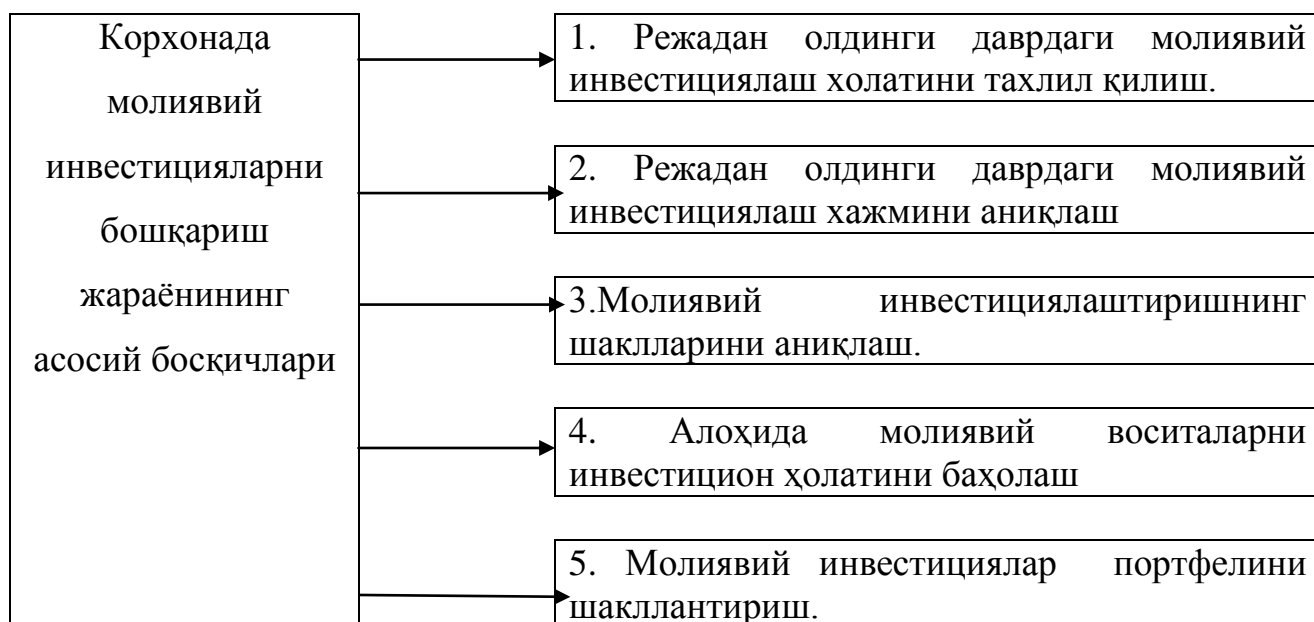 Корхонада
молиявий
инвестицияларни
бошқариш
жараёнининг
асосий босқичлари
1. Режадан олдинги даврдаги молиявий
инвестициялаш холатини тахлил қилиш.
2. Режадан олдинги даврдаги молиявий
инвестициялаш хажмини аниқлаш
3.Молиявий инвестициялаштиришнинг
шаклларини аниқлаш.
4. Алоҳида молиявий воситаларни
инвестицион ҳолатини баҳолаш
5. Молиявий инвестициялар портфелини
шакллантириш.